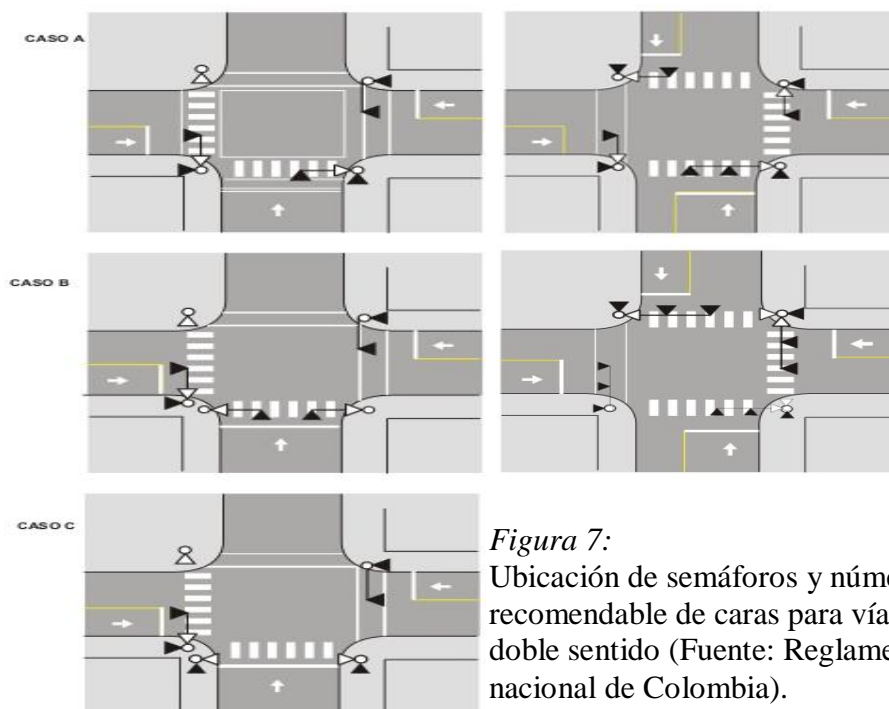 CASO A
CASO B
CASO C
Figura 7:
Ubicación de semáforos y núme
recomendable de caras para vía
doble sentido (Fuente: Reglame
nacional de Colombia).